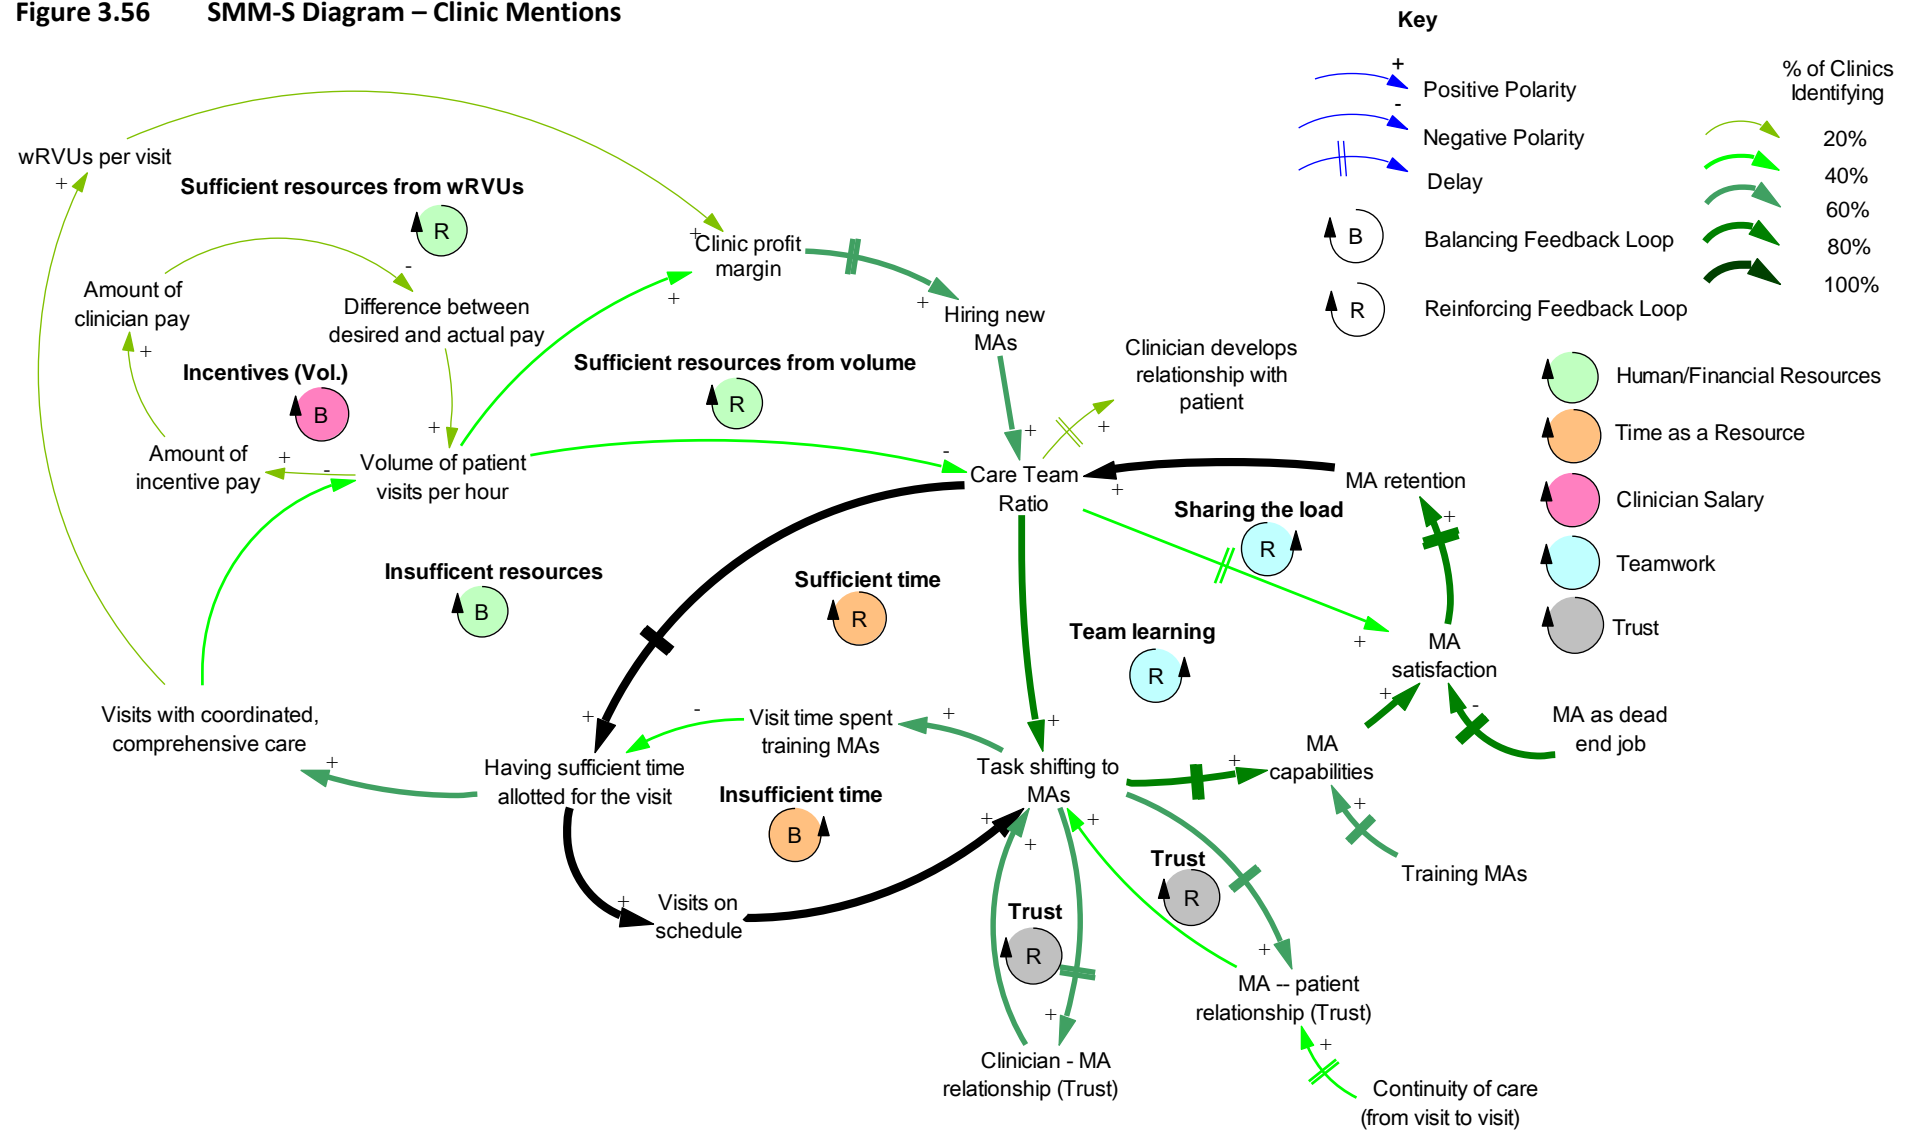 Figure 3.56 SMM-S Diagram – Clinic Mentions
Key
+
Positive Polarity
-
Negative Polarity
Delay
B
Balancing Feedback Loop
R
Reinforcing Feedback Loop
% of Clinics
Identifying
20%
40%
60%
80%
100%
Human/Financial Resources
Time as a Resource
Clinician Salary
Teamwork
Trust
wRVUs per visit
+
Sufficient resources from wRVUs
R
+
Clinic profit
margin
+
-
Amount of
clinician pay
+
Difference between
desired and actual pay
+
Hiring new
MAs
+
Incentives (Vol.)
B
Sufficient resources from volume
R
Clinician develops
relationship with
patient
+
+
Amount of
incentive pay
+
-
Volume of patient
visits per hour
-
Care Team
Ratio
+
MA retention
+
Sharing the load
R
Insufficent resources
B
Sufficient time
R
Team learning
R
+
MA
satisfaction
+
-
MA as dead
end job
Visits with coordinated,
comprehensive care
+
+
Having sufficient time
allotted for the visit
-
Visit time spent
training MAs
+
+
Task shifting to
MAs
+
MA
capabilities
+
Training MAs
Insufficient time
B
+
Visits on
schedule
+
+
+
Trust
R
Trust
R
+
MA -- patient
relationship (Trust)
+
+
Clinician - MA
relationship (Trust)
Continuity of care
(from visit to visit)